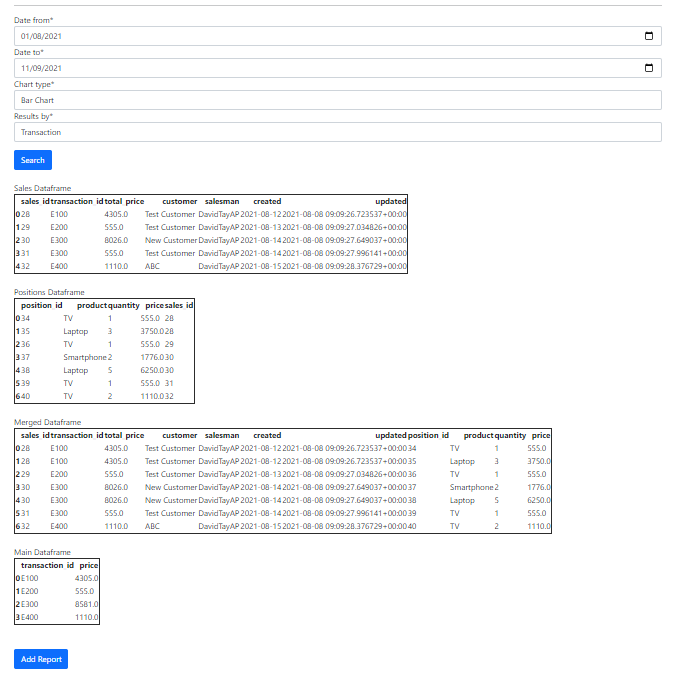 Date from*
01/08/2021
Date to*
11/09/2021
Chart type*
Bar Chart
Results by*
Transaction
Search
Sales Dataframe
sales_id transaction_id total_price customer salesman created updated
0 28 E100 4305.0 Test Customer DavidTayAP 2021-08-12 2021-08-08 09:09:26.723537+00:00
1 29 E200 555.0 Test Customer DavidTayAP 2021-08-13 2021-08-08 09:09:27.034826+00:00
2 30 E300 8026.0 New Customer DavidTayAP 2021-08-14 2021-08-08 09:09:27.649037+00:00
3 31 E300 555.0 Test Customer DavidTayAP 2021-08-14 2021-08-08 09:09:27.996141+00:00
4 32 E400 1110.0 ABC DavidTayAP 2021-08-15 2021-08-08 09:09:28.376729+00:00
Positions Dataframe
position_id product quantity price sales_id
0 34 TV 1 555.0 28
1 35 Laptop 3 3750.0 28
2 36 TV 1 555.0 29
3 37 Smartphone 2 1776.0 30
4 38 Laptop 5 6250.0 30
5 39 TV 1 555.0 31
6 40 TV 2 1110.0 32
Merged Dataframe
sales_id transaction_id total_price customer salesman created updated position_id product quantity price
0 28 E100 4305.0 Test Customer DavidTayAP 2021-08-12 2021-08-08 09:09:26.723537+00:00 34 TV 1 555.0
1 28 E100 4305.0 Test Customer DavidTayAP 2021-08-12 2021-08-08 09:09:26.723537+00:00 35 Laptop 3 3750.0
2 29 E200 555.0 Test Customer DavidTayAP 2021-08-13 2021-08-08 09:09:27.034826+00:00 36 TV 1 555.0
3 30 E300 8026.0 New Customer DavidTayAP 2021-08-14 2021-08-08 09:09:27.649037+00:00 37 Smartphone 2 1776.0
4 30 E300 8026.0 New Customer DavidTayAP 2021-08-14 2021-08-08 09:09:27.649037+00:00 38 Laptop 5 6250.0
5 31 E300 555.0 Test Customer DavidTayAP 2021-08-14 2021-08-08 09:09:27.996141+00:00 39 TV 1 555.0
6 32 E400 1110.0 ABC DavidTayAP 2021-08-15 2021-08-08 09:09:28.376729+00:00 40 TV 2 1110.0
Main Dataframe
transaction_id price
0 E100 4305.0
1 E200 555.0
2 E300 8581.0
3 E400 1110.0
Add Report